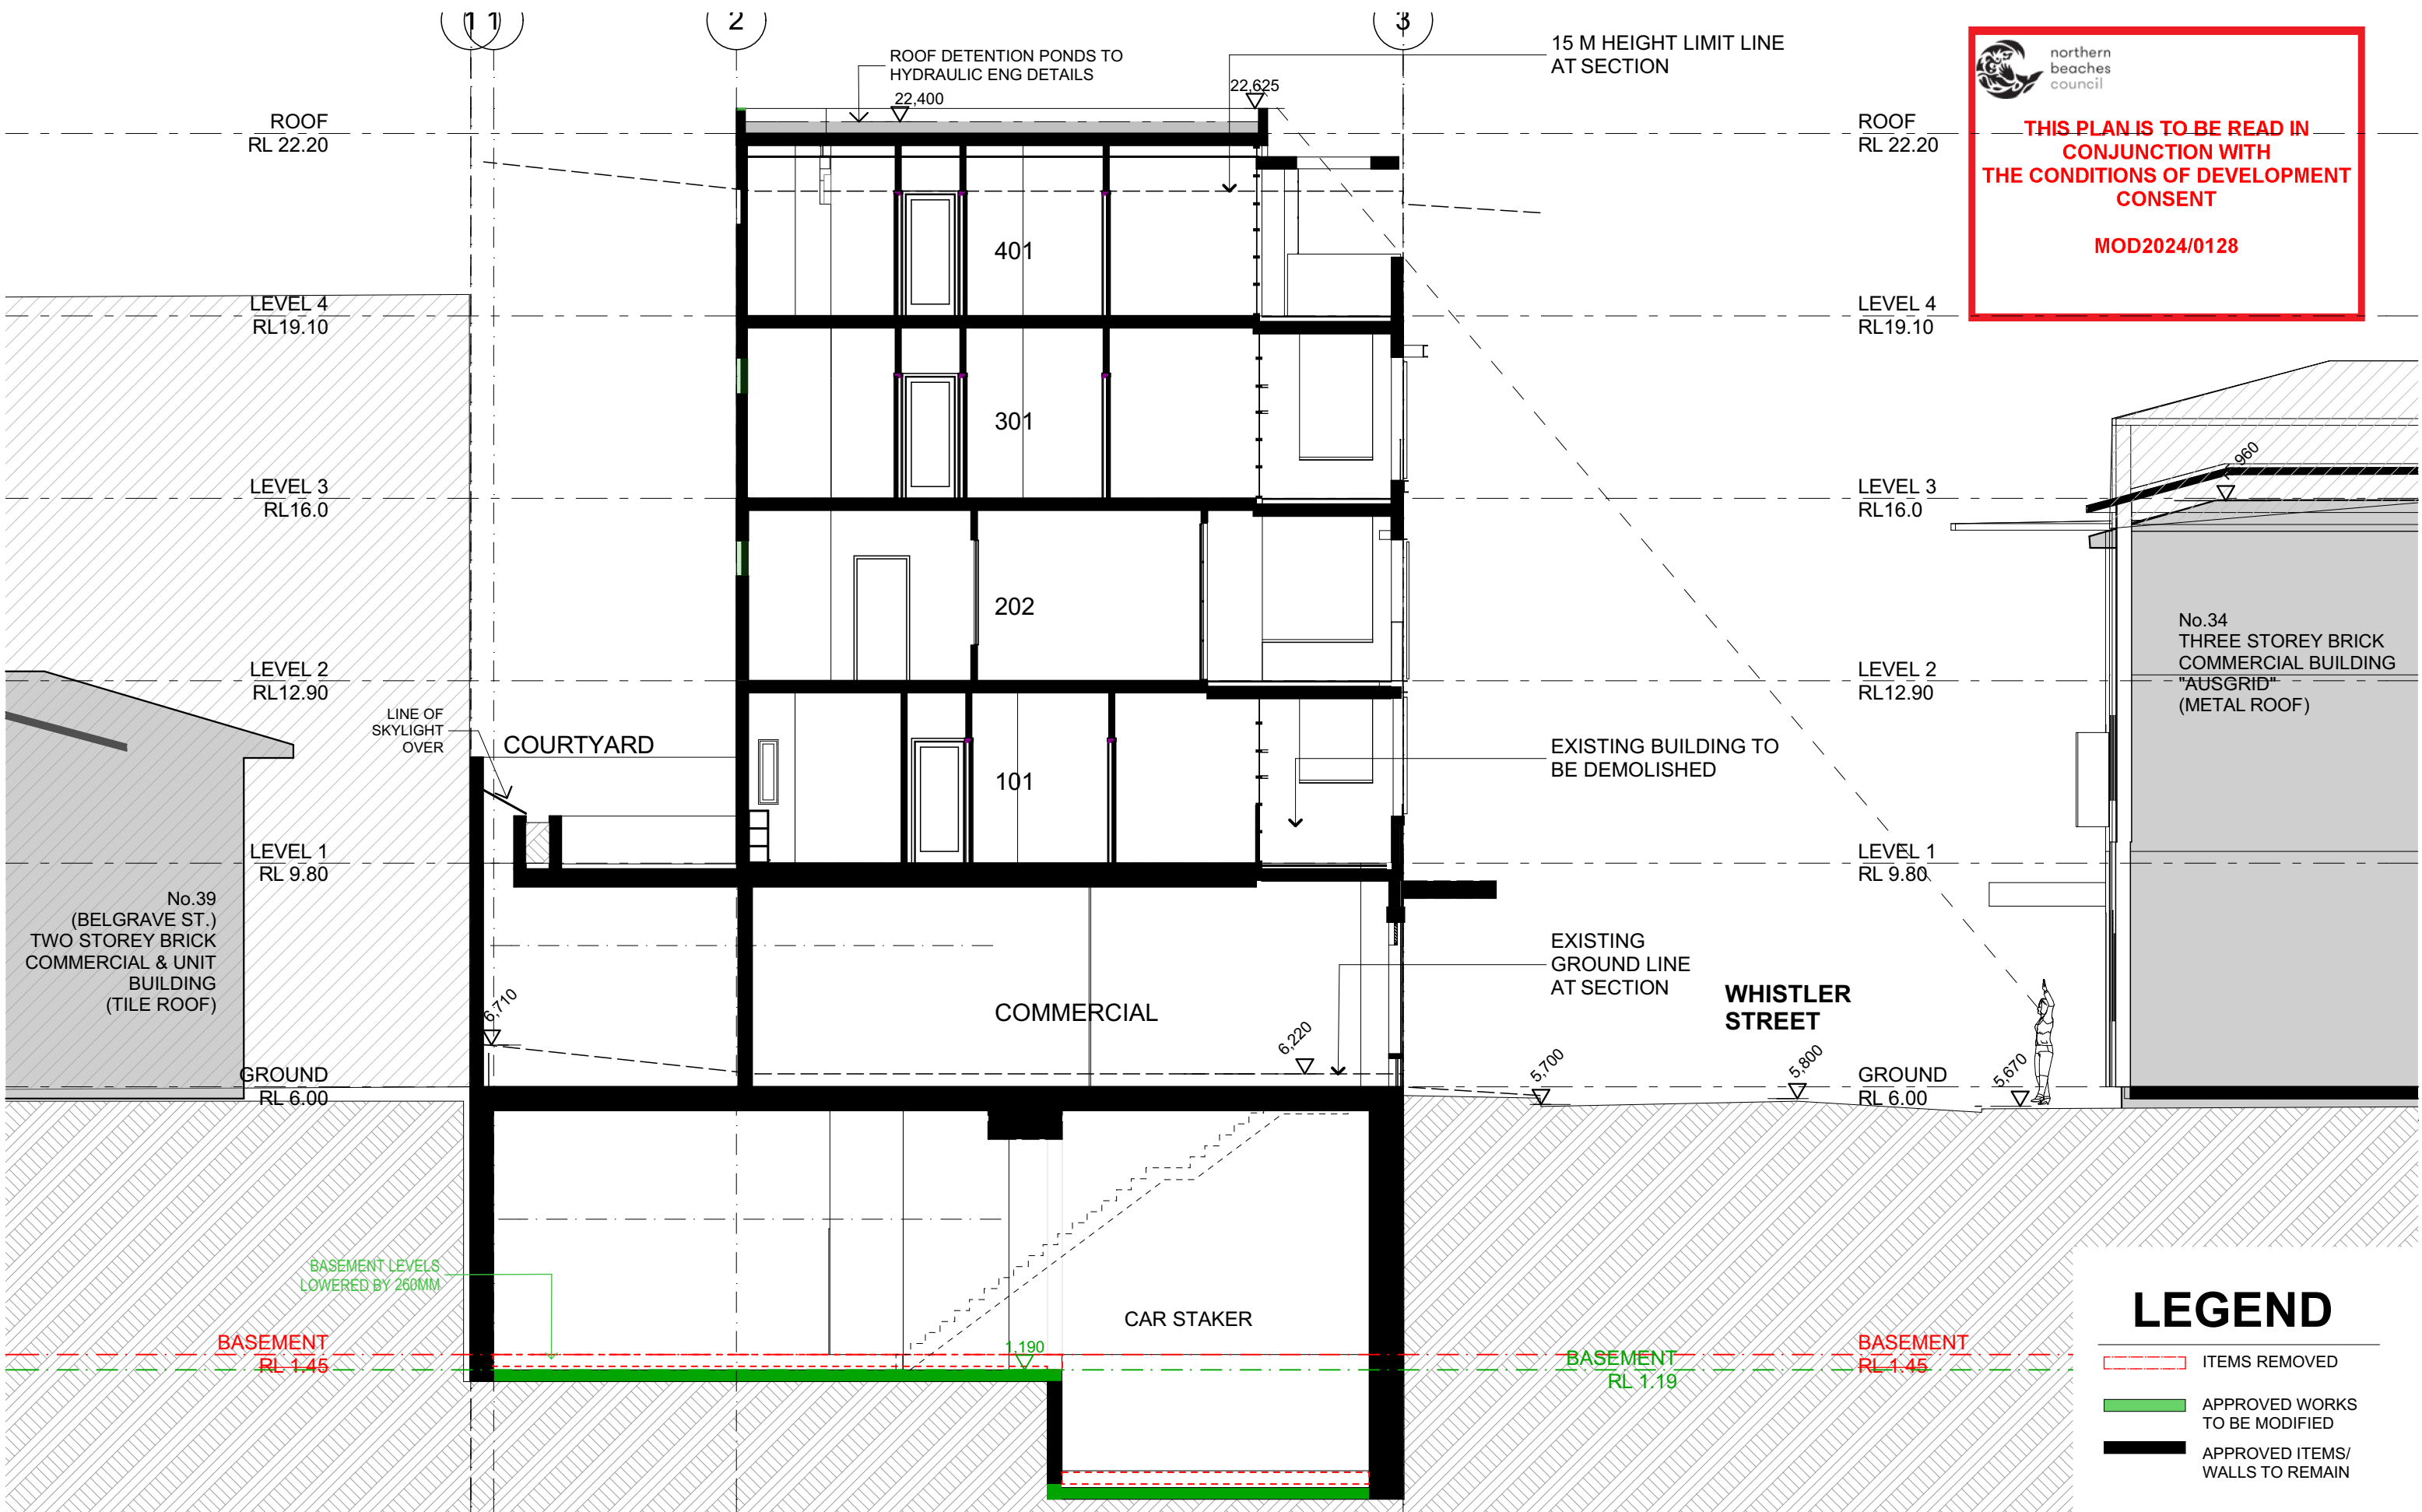 1
1
2
3
ROOF DETENTION PONDS TO
HYDRAULIC ENG DETAILS
22,400
22,625
15 M HEIGHT LIMIT LINE
AT SECTION
northern
beaches
council
THIS PLAN IS TO BE READ IN
CONJUNCTION WITH
THE CONDITIONS OF DEVELOPMENT
CONSENT
MOD2024/0128
ROOF
RL 22.20
ROOF
RL 22.20
401
LEVEL 4
RL19.10
LEVEL 4
RL19.10
301
LEVEL 3
RL16.0
LEVEL 3
RL16.0
202
No.34
THREE STOREY BRICK
COMMERCIAL BUILDING
"AUSGRID"
(METAL ROOF)
LEVEL 2
RL12.90
LEVEL 2
RL12.90
LINE OF
SKYLIGHT
OVER
COURTYARD
101
EXISTING BUILDING TO
BE DEMOLISHED
LEVEL 1
RL 9.80
LEVEL 1
RL 9.80
No.39
(BELGRAVE ST.)
TWO STOREY BRICK
COMMERCIAL & UNIT
BUILDING
(TILE ROOF)
EXISTING
GROUND LINE
AT SECTION
WHISTLER
STREET
COMMERCIAL
6,710
6,220
5,700
5,800
5,670
GROUND
RL 6.00
GROUND
RL 6.00
BASEMENT LEVELS
LOWERED BY 260MM
CAR STAKER
BASEMENT
RL 1.45
1,190
BASEMENT
RL 1.19
BASEMENT
RL 1.45
LEGEND
ITEMS REMOVED
APPROVED WORKS
TO BE MODIFIED
APPROVED ITEMS/
WALLS TO REMAIN